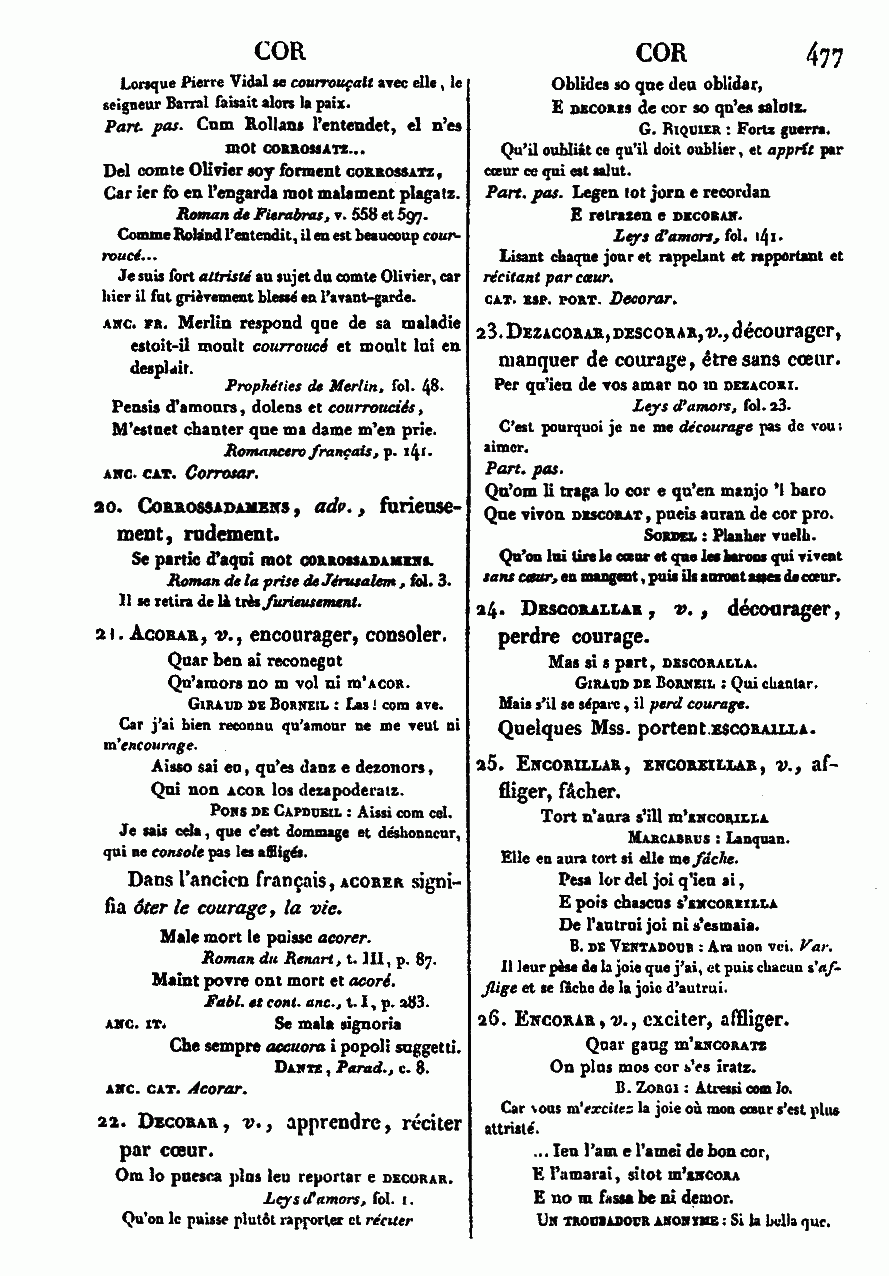 COR
COR 477
Lorsque Pierre Vidal se courrouçait avec elle, le
seigneur Barral faisait alors la paix.
Part. pas. Cum Rollans l'entendet, el n'es
mot CORROSSATZ...
Del comte Olivier soy forment CORROSSATZ,
Car ier fo en l'engarda mot malament plagatz.
Roman de Fierabras, v. 558 et 597.
Comme Roland l'entendit, il en est beaucoup cour-
roucé...
Je suis fort attristé au sujet du comte Olivier, car
hier il fut grièvement blessé en l'avant-garde.
ANC. FR. Merlin respond que de sa maladie
estoit-il moult courroucé et moult lui en
desplait.
Prophéties de Merlin, fol. 48.
Pensis d'amours, dolens et courrouciés,
M'estuet chanter que ma dame m'en prie.
Romancero français, p. 141.
ANC. CAT. Corrosar.
20. CORROSSADAMENS, adv., furieuse-
ment, rudement.
Se partic d'aqui mot CORROSSADAMENS.
Roman de la prise de Jérusalem, fol. 3.
Il se retira de là très furieusement.
21. ACORAR, v., encourager, consoler.
Quar ben ai reconegut
Qu'amors no m vol ni m'ACOR.
GIRAUD DE BORNEIL : Las! com ave.
Car j'ai bien reconnu qu'amour ne me veut ni
m'encourage.
Aisso sai eu, qu'es danz e dezonors,
Qui non ACOR los dezapoderatz.
PONS DE CAPDUEIL : Aissi com cel.
Je sais cela, que c'est dommage et déshonneur,
qui ne console pas les affligés.
Dans l'ancien français, ACORER signi-
fia ôter le courage, la vie.
Male mort le puisse acorer.
Roman du Renart, t. III, p. 87.
Maint povre ont mort et acoré.
Fabl. et cont. anc., t. I, p. 283.
ANC. IT. Se mala signoria
Che sempre accuora i popoli suggetti.
DANTE, Parad., c. 8.
ANC. CAT. Acorar.
22. DECORAR, v., apprendre, réciter
par cœur.
Om lo puesca plus leu reportar e DECORAR.
Leys d'amors, fol. 1.
Qu'on le puisse plutôt rapporter et réciter
Oblides so que deu oblidar,
E DECORES de cor so qu'es salutz.
G. RIQUIER : Fortz guerra.
Qu'il oubliât ce qu'il doit oublier, et apprît par
cœur ce qui est salut.
Part. pas. Legen tot jorn e recordan
E retrazen e DECORAN.
Leys d'amors, fol. 141.
Lisant chaque jour et rappelant et rapportant et
récitant par cœur.
CAT. ESP. PORT. Decorar.
23. DEZACORAR, DESCORAR, v., décourager,
manquer de courage, être sans cœur.
Per qu'ieu de vos amar no m DEZACORI.
Leys d'amors, fol. 23.
C'est pourquoi je ne me décourage pas de vous
aimer.
Part. pas.
Qu'om li traga lo cor e qu'en manjo 'l baro
Que vivon DESCORAT, pueis auran de cor pro.
SORDEL : Planher vuelh.
Qu'on lui tire le cœur et que les barons qui vivent
sans cœur, en mangent, puis ils auront assez de cœur.
24. DESCORALLAR, v., décourager,
perdre courage.
Mas si s part, DESCORALLA.
GIRAUD DE BORNEIL : Qui chantar.
Mais s'il se sépare, il perd courage.
Quelques Mss. portent ESCORAILLA.
25. ENCORILLAR, ENCOREILLAR, v., af-
fliger, fâcher.
Tort n'aura s'ill m'ENCORILLA
MARCABRUS : Lanquan.
Elle en aura tort si elle me fâche.
Pesa lor del joi q'ieu ai,
E pois chascus s'ENCOREILLA
De l'autrui joi ni s'esmaia.
B. DE VENTADOUR : Ara non vei. Var.
Il leur pèse de la joie que j'ai, et puis chacun s'af-
flige et se fâche de la joie d'autrui.
26. ENCORAR, v., exciter, affliger.
Quar gaug m'ENCORATZ
On plus mos cor s'es iratz.
B. ZORGI : Atressi com lo.
Car vous m'excitez la joie où mon cœur s'est plus
attristé.
...Ieu l'am e l'amei de bon cor,
E l'amarai, sitot m'ENCORA
E no m fassa be ni demor.
UN TROUBADOUR ANONYME : Si la bella que.